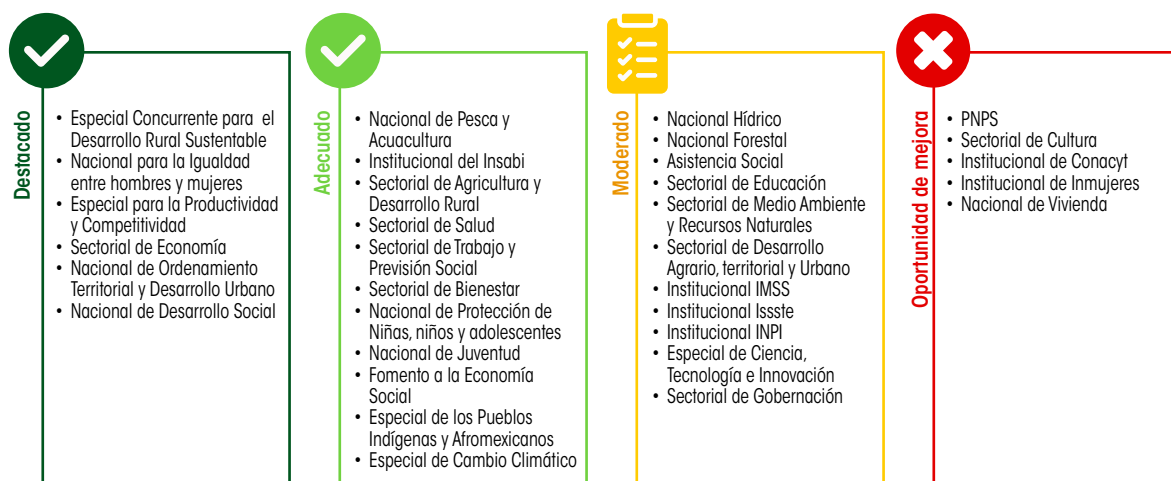 Destacado
• Especial Concurrente para el
Desarrollo Rural Sustentable
• Nacional para la Igualdad
entre hombres y mujeres
• Especial para la Productividad
y Competitividad
• Sectorial de Economía
• Nacional de Ordenamiento
Territorial y Desarrollo Urbano
• Nacional de Desarrollo Social
Adecuado
• Nacional de Pesca y
Acuacultura
• Institucional del Insabi
• Sectorial de Agricultura y
Desarrollo Rural
• Sectorial de Salud
• Sectorial de Trabajo y
Previsión Social
• Sectorial de Bienestar
• Nacional de Protección de
Niñas, niños y adolescentes
• Nacional de Juventud
• Fomento a la Economía
Social
• Especial de los Pueblos
Indígenas y Afromexicanos
• Especial de Cambio Climático
Moderado
• Nacional Hídrico
• Nacional Forestal
• Asistencia Social
• Sectorial de Educación
• Sectorial de Medio Ambiente
y Recursos Naturales
• Sectorial de Desarrollo
Agrario, territorial y Urbano
• Institucional IMSS
• Institucional Issste
• Institucional INPI
• Especial de Ciencia,
Tecnología e Innovación
• Sectorial de Gobernación
Oportunidad de mejora
• PNPS
• Sectorial de Cultura
• Institucional de Conacyt
• Institucional de Inmujeres
• Nacional de Vivienda